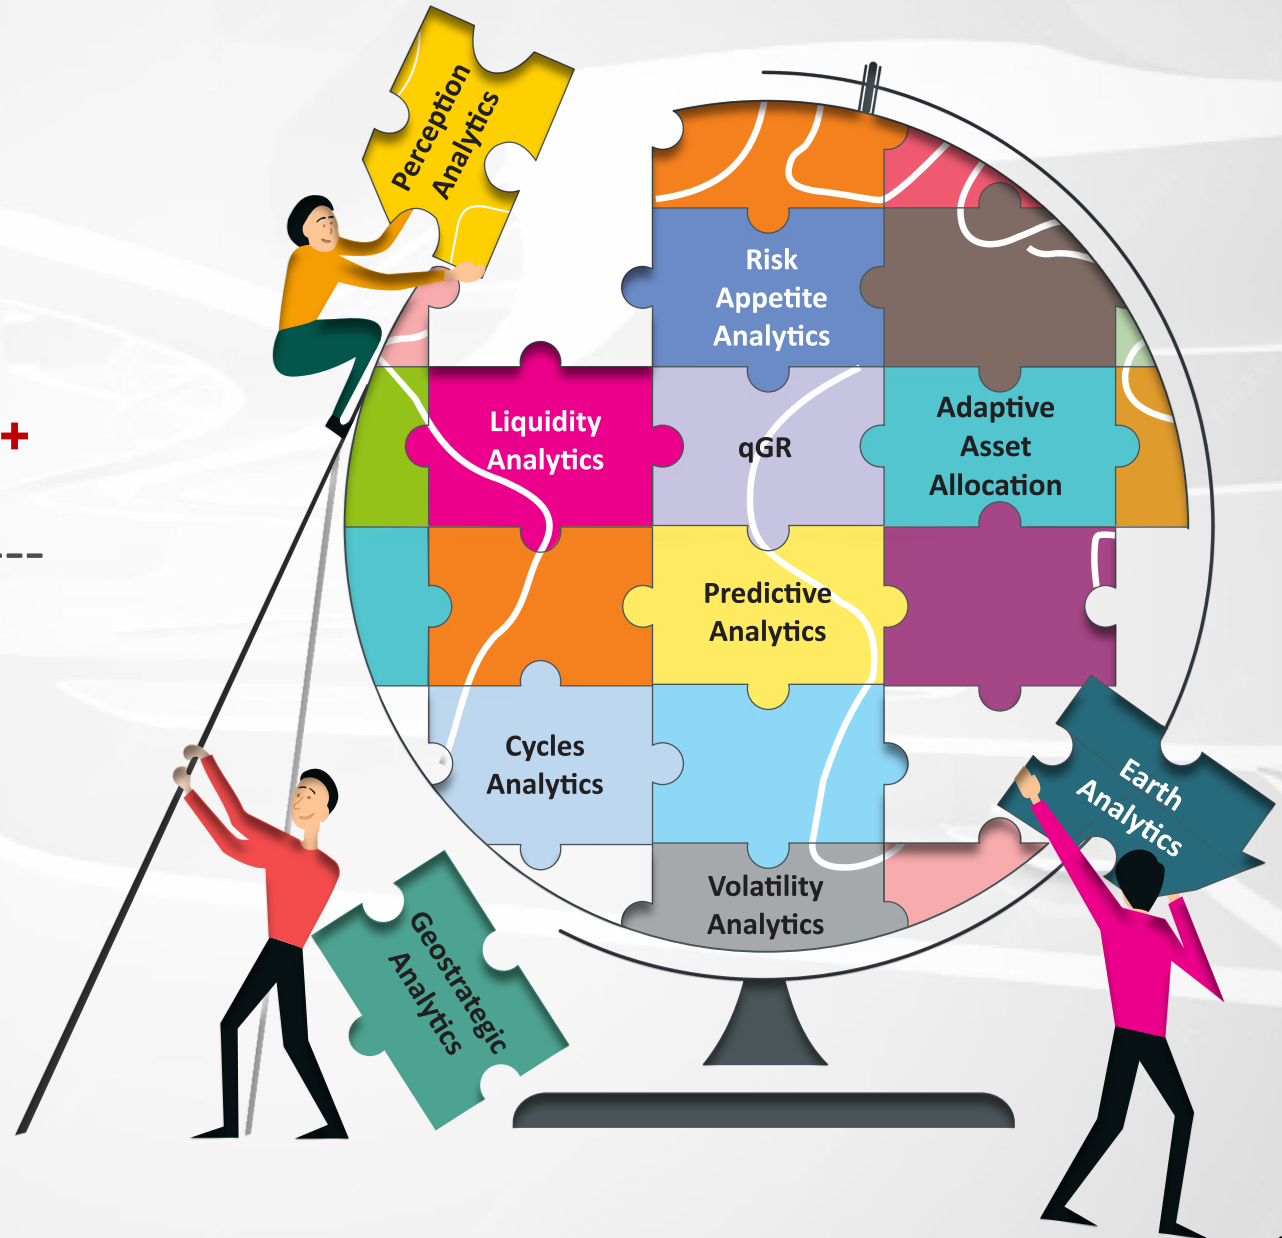 Perception
Analytics
Risk
Appetite
Analytics
Liquidity
Analytics
qGR
Adaptive
Asset
Allocation
+
---
Predictive
Analytics
Cycles
Analytics
Earth
Analytics
Volatility
Analytics
Geostrategic
Analytics